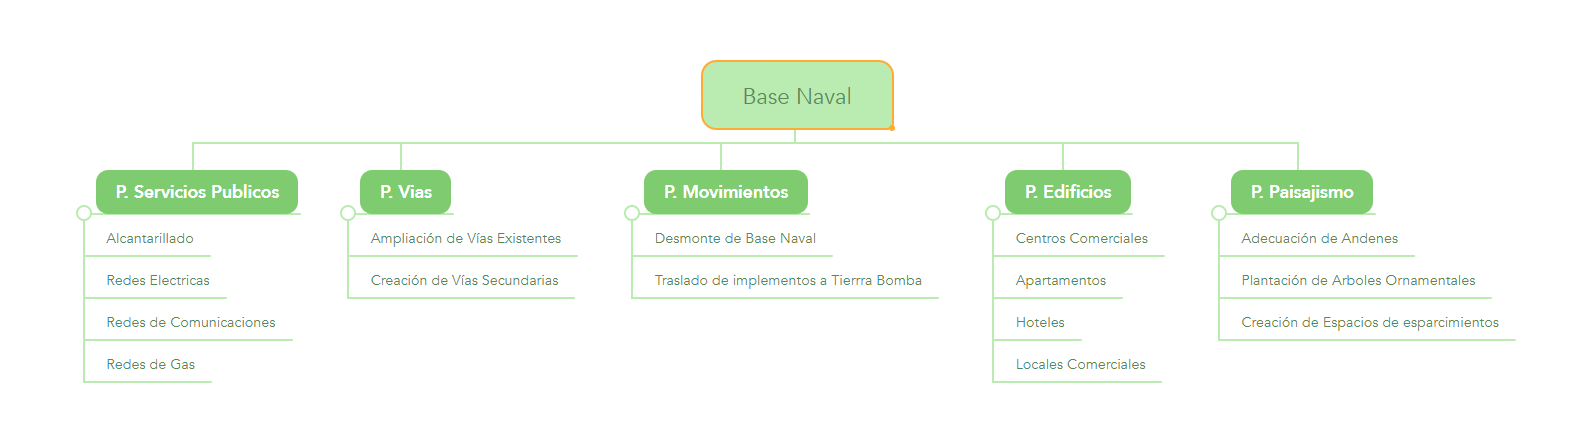 Base Naval
P. Servicios Publicos
Alcantarillado
Redes Electricas
Redes de Comunicaciones
Redes de Gas
P. Vias
Ampliación de Vías Existentes
Creación de Vías Secundarias
P. Movimientos
Desmonte de Base Naval
Traslado de implementos a Tierrra Bomba
P. Edificios
Centros Comerciales
Apartamentos
Hoteles
Locales Comerciales
P. Paisajismo
Adecuación de Andenes
Plantación de Arboles Ornamentales
Creación de Espacios de esparcimientos